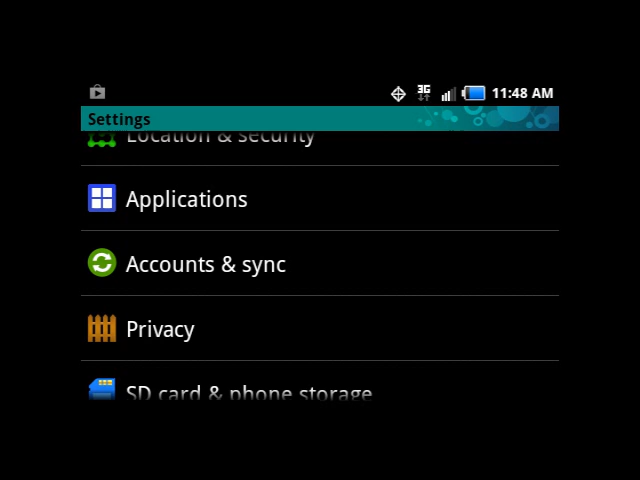 3G 11:48 AM
Settings
Location & security
Applications
Accounts & sync
Privacy
SD card & phone storage